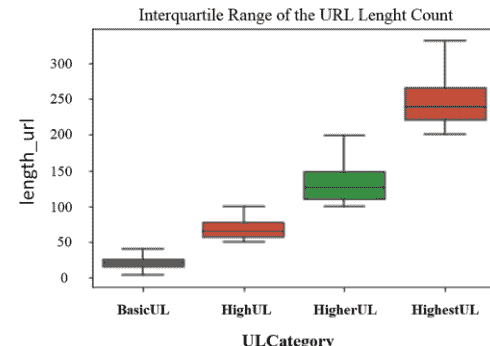 Interquartile Range of the URL Lenght Count
length_url
300
250
200
150
100
50
0
BasicUL HighUL HigherUL HighestUL
ULCategory